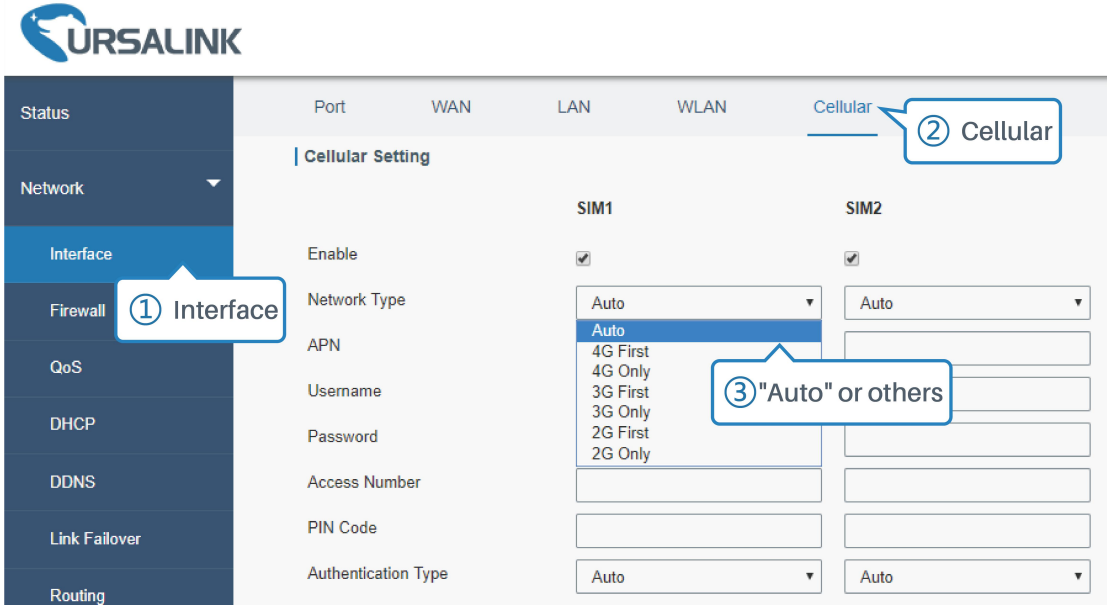 URSALINK
Status
Network
Interface
Firewall
QoS
DHCP
DDNS
Link Failover
Routing
① Interface
Port WAN LAN WLAN Cellular
② Cellular
Cellular Setting
SIM1 SIM2
Enable
Network Type Auto Auto
Auto
4G First
4G Only
3G First
3G Only
2G First
2G Only
③"Auto" or others
APN
Username
Password
Access Number
PIN Code
Authentication Type Auto Auto